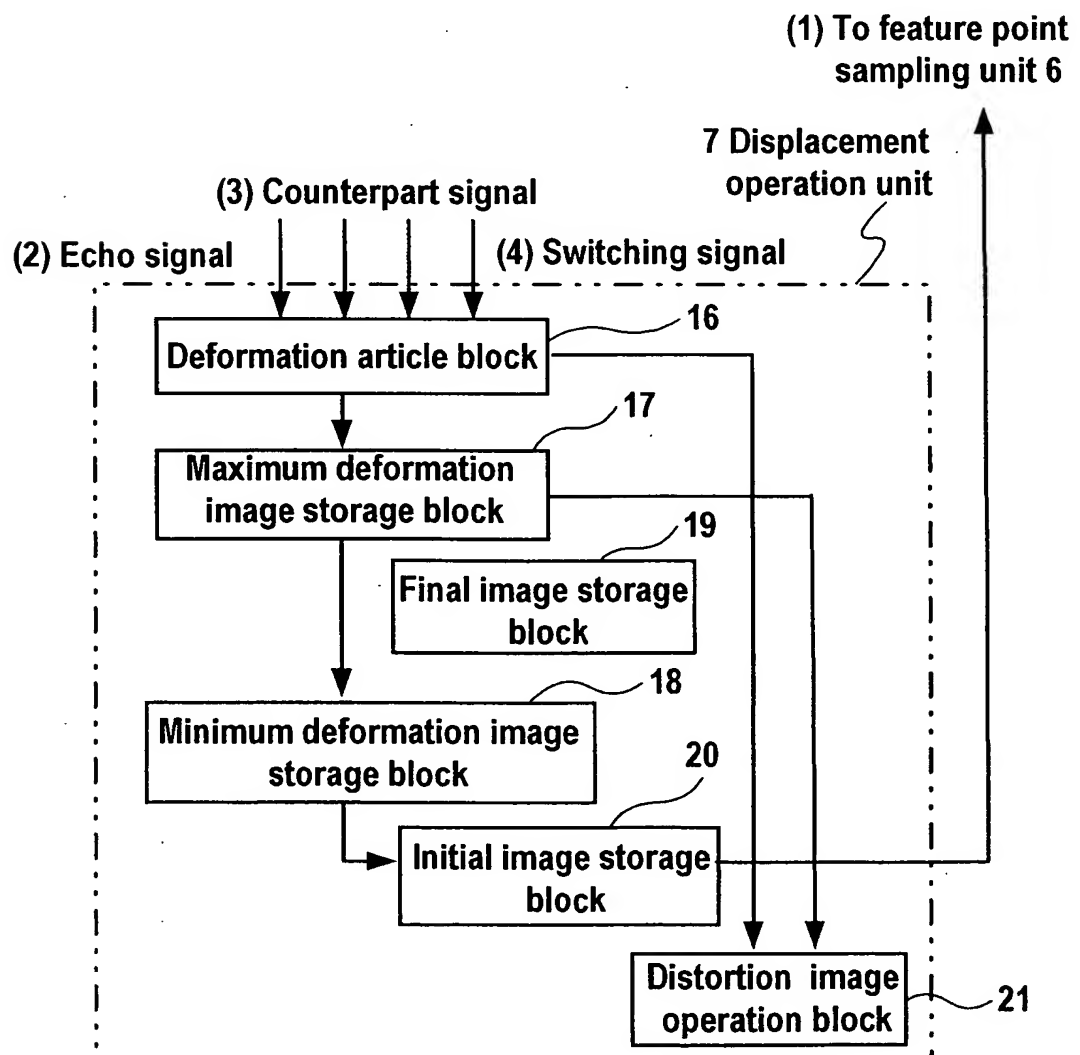 (1) To feature point
sampling unit 6
7 Displacement
operation unit
(3) Counterpart signal
(2) Echo signal
(4) Switching signal
16
Deformation article block
17
Maximum deformation
image storage block
19
Final image storage
block
18
Minimum deformation image
storage block
20
Initial image storage
block
Distortion image
operation block
21